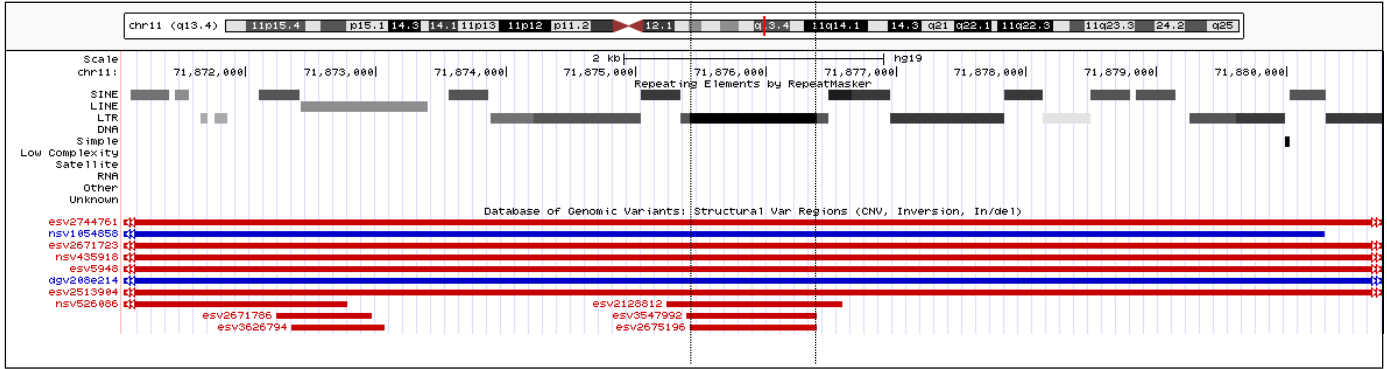 chr11 (q13.4) 11p15.4 p15.1 14.3 14.1 11p13 11p12 p11.2 12.1 q13.4 11q14.1 14.3 q21 q22.1 11q22.3 11q23.3 24.2 q25
Scale 2 kb hg19
chr11: 71,872,000 71,873,000 71,874,000 71,875,000 71,876,000 71,877,000 71,878,000 71,879,000 71,880,000
Repeating Elements by RepeatMasker
SINE
LINE
LTR
DNA
Simple
Low Complexity
Satellite
RNA
Other
Unknown
Database of Genomic Variants: Structural Var Regions (CNV, Inversion, In/del)
esv2744761
nsv1054858
esv2671723
nsv435918
esv5948
dgv208e214
esv2513904
nsv526086 esv2128812
esv2671786 esv3547992
esv3626794 esv2675196